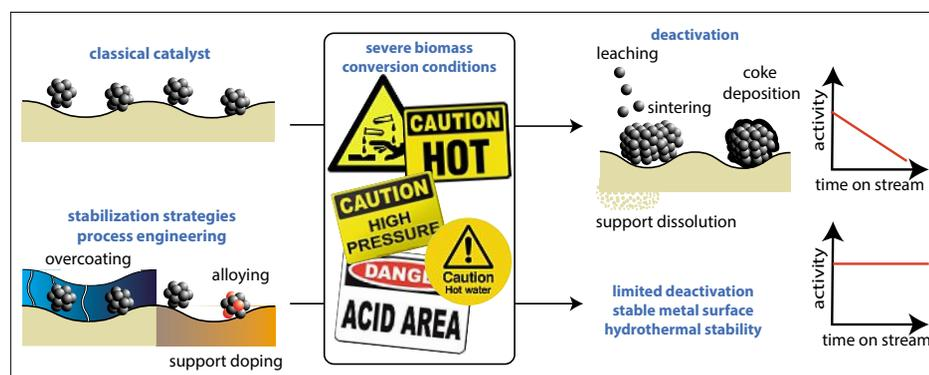 classical catalyst
severe biomass
conversion conditions
deactivation
leaching
sintering
coke
deposition
activity
time on stream
support dissolution
CAUTION
HOT
CAUTION
HIGH
PRESSURE
Caution
Hot water
DANGE
ACID AREA
stabilization strategies
process engineering
overcoating
alloying
support doping
limited deactivation
stable metal surface
hydrothermal stability
activity
time on stream